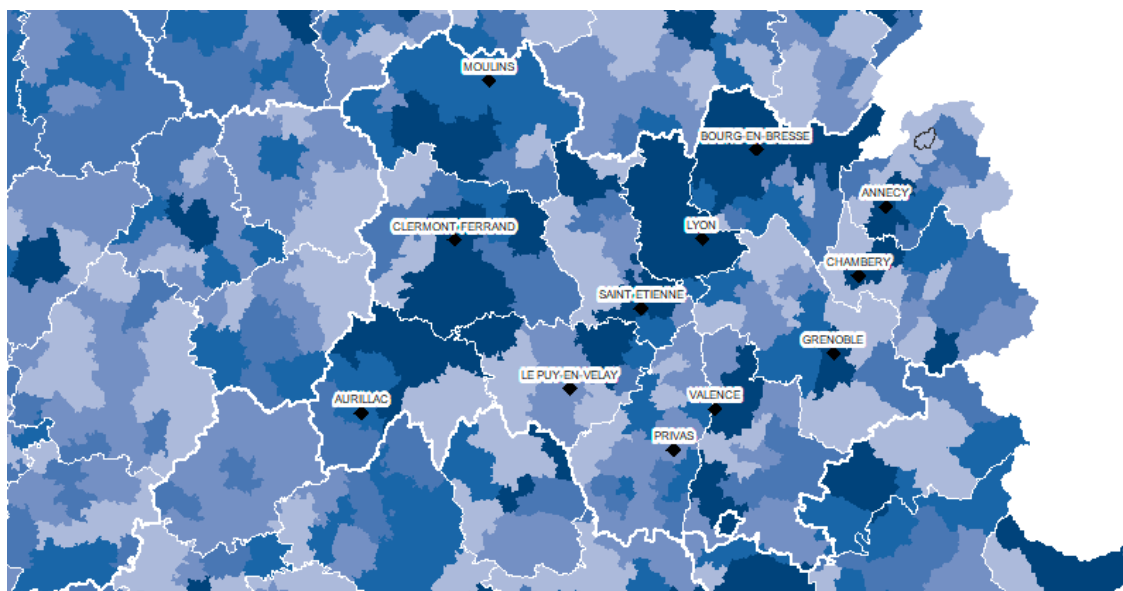 MOULINS
BOURG-EN-BRESSE
ANNECY
CLERMONT-FERRAND
LYON
CHAMBERY
SAINT-ETIENNE
GRENOBLE
LE PUY-EN-VELAY
AURILLAC
VALENCE
PRIVAS